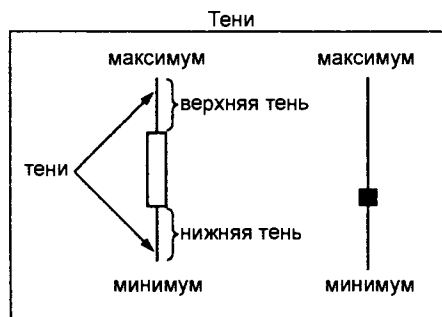 Тени
максимум
максимум
верхняя тень
тени
нижняя тень
минимум
минимум